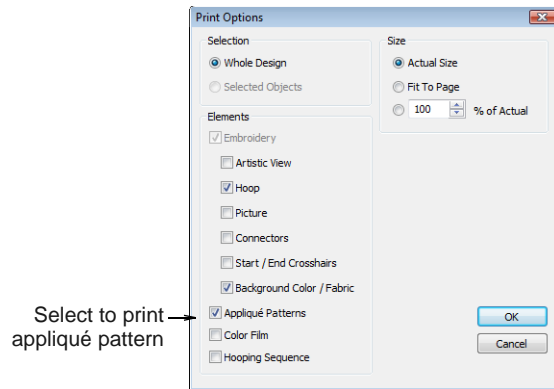 Print Options
Selection
Whole Design
Selected Objects
Size
Actual Size
Fit To Page
100 % of Actual
Elements
Embroidery
Artistic View
Hoop
Picture
Connectors
Start / End Crosshairs
Background Color / Fabric
Appliqué Patterns
Color Film
Hooping Sequence
Select to print
appliqué pattern
OK
Cancel